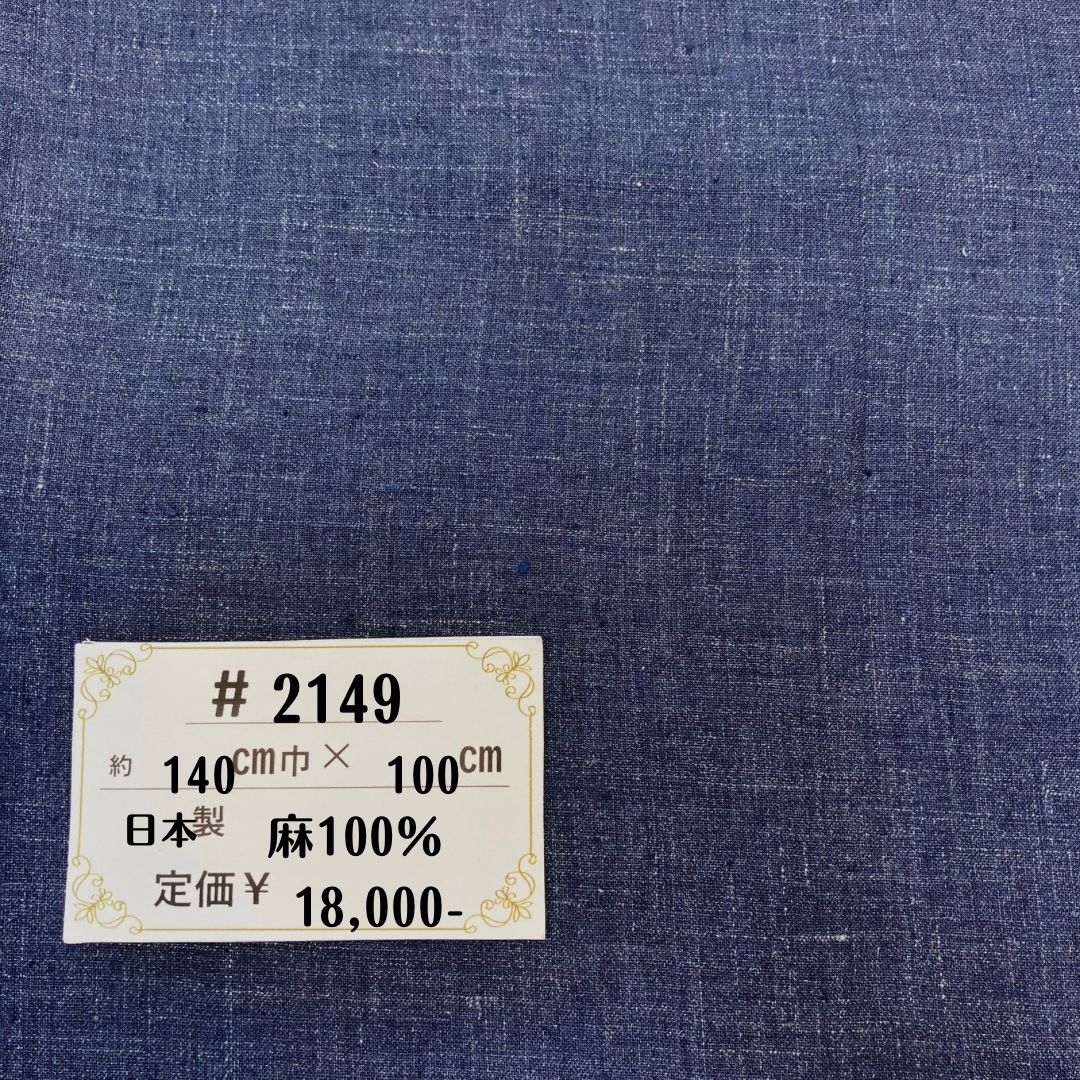 # 2149
約 140cm巾× 100cm
日本製 麻100%
定価¥ 18,000-